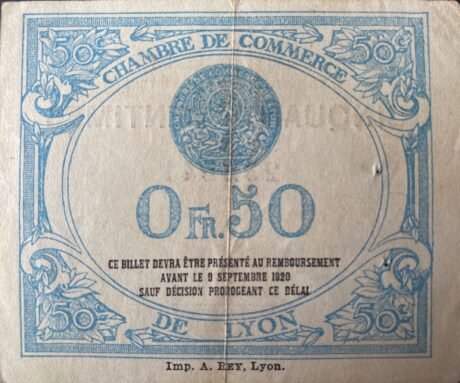 50c 50c
CHAMBRE DE COMMERCE
0 FR. 50
CE BILLET DEVRA ÊTRE PRÉSENTÉ AU REMBOURSEMENT
AVANT LE 9 SEPTEMBRE 1920
SAUF DÉCISION PROROGEANT CE DÉLAI
50c 50c
DE LYON
Imp. A. REY, Lyon.